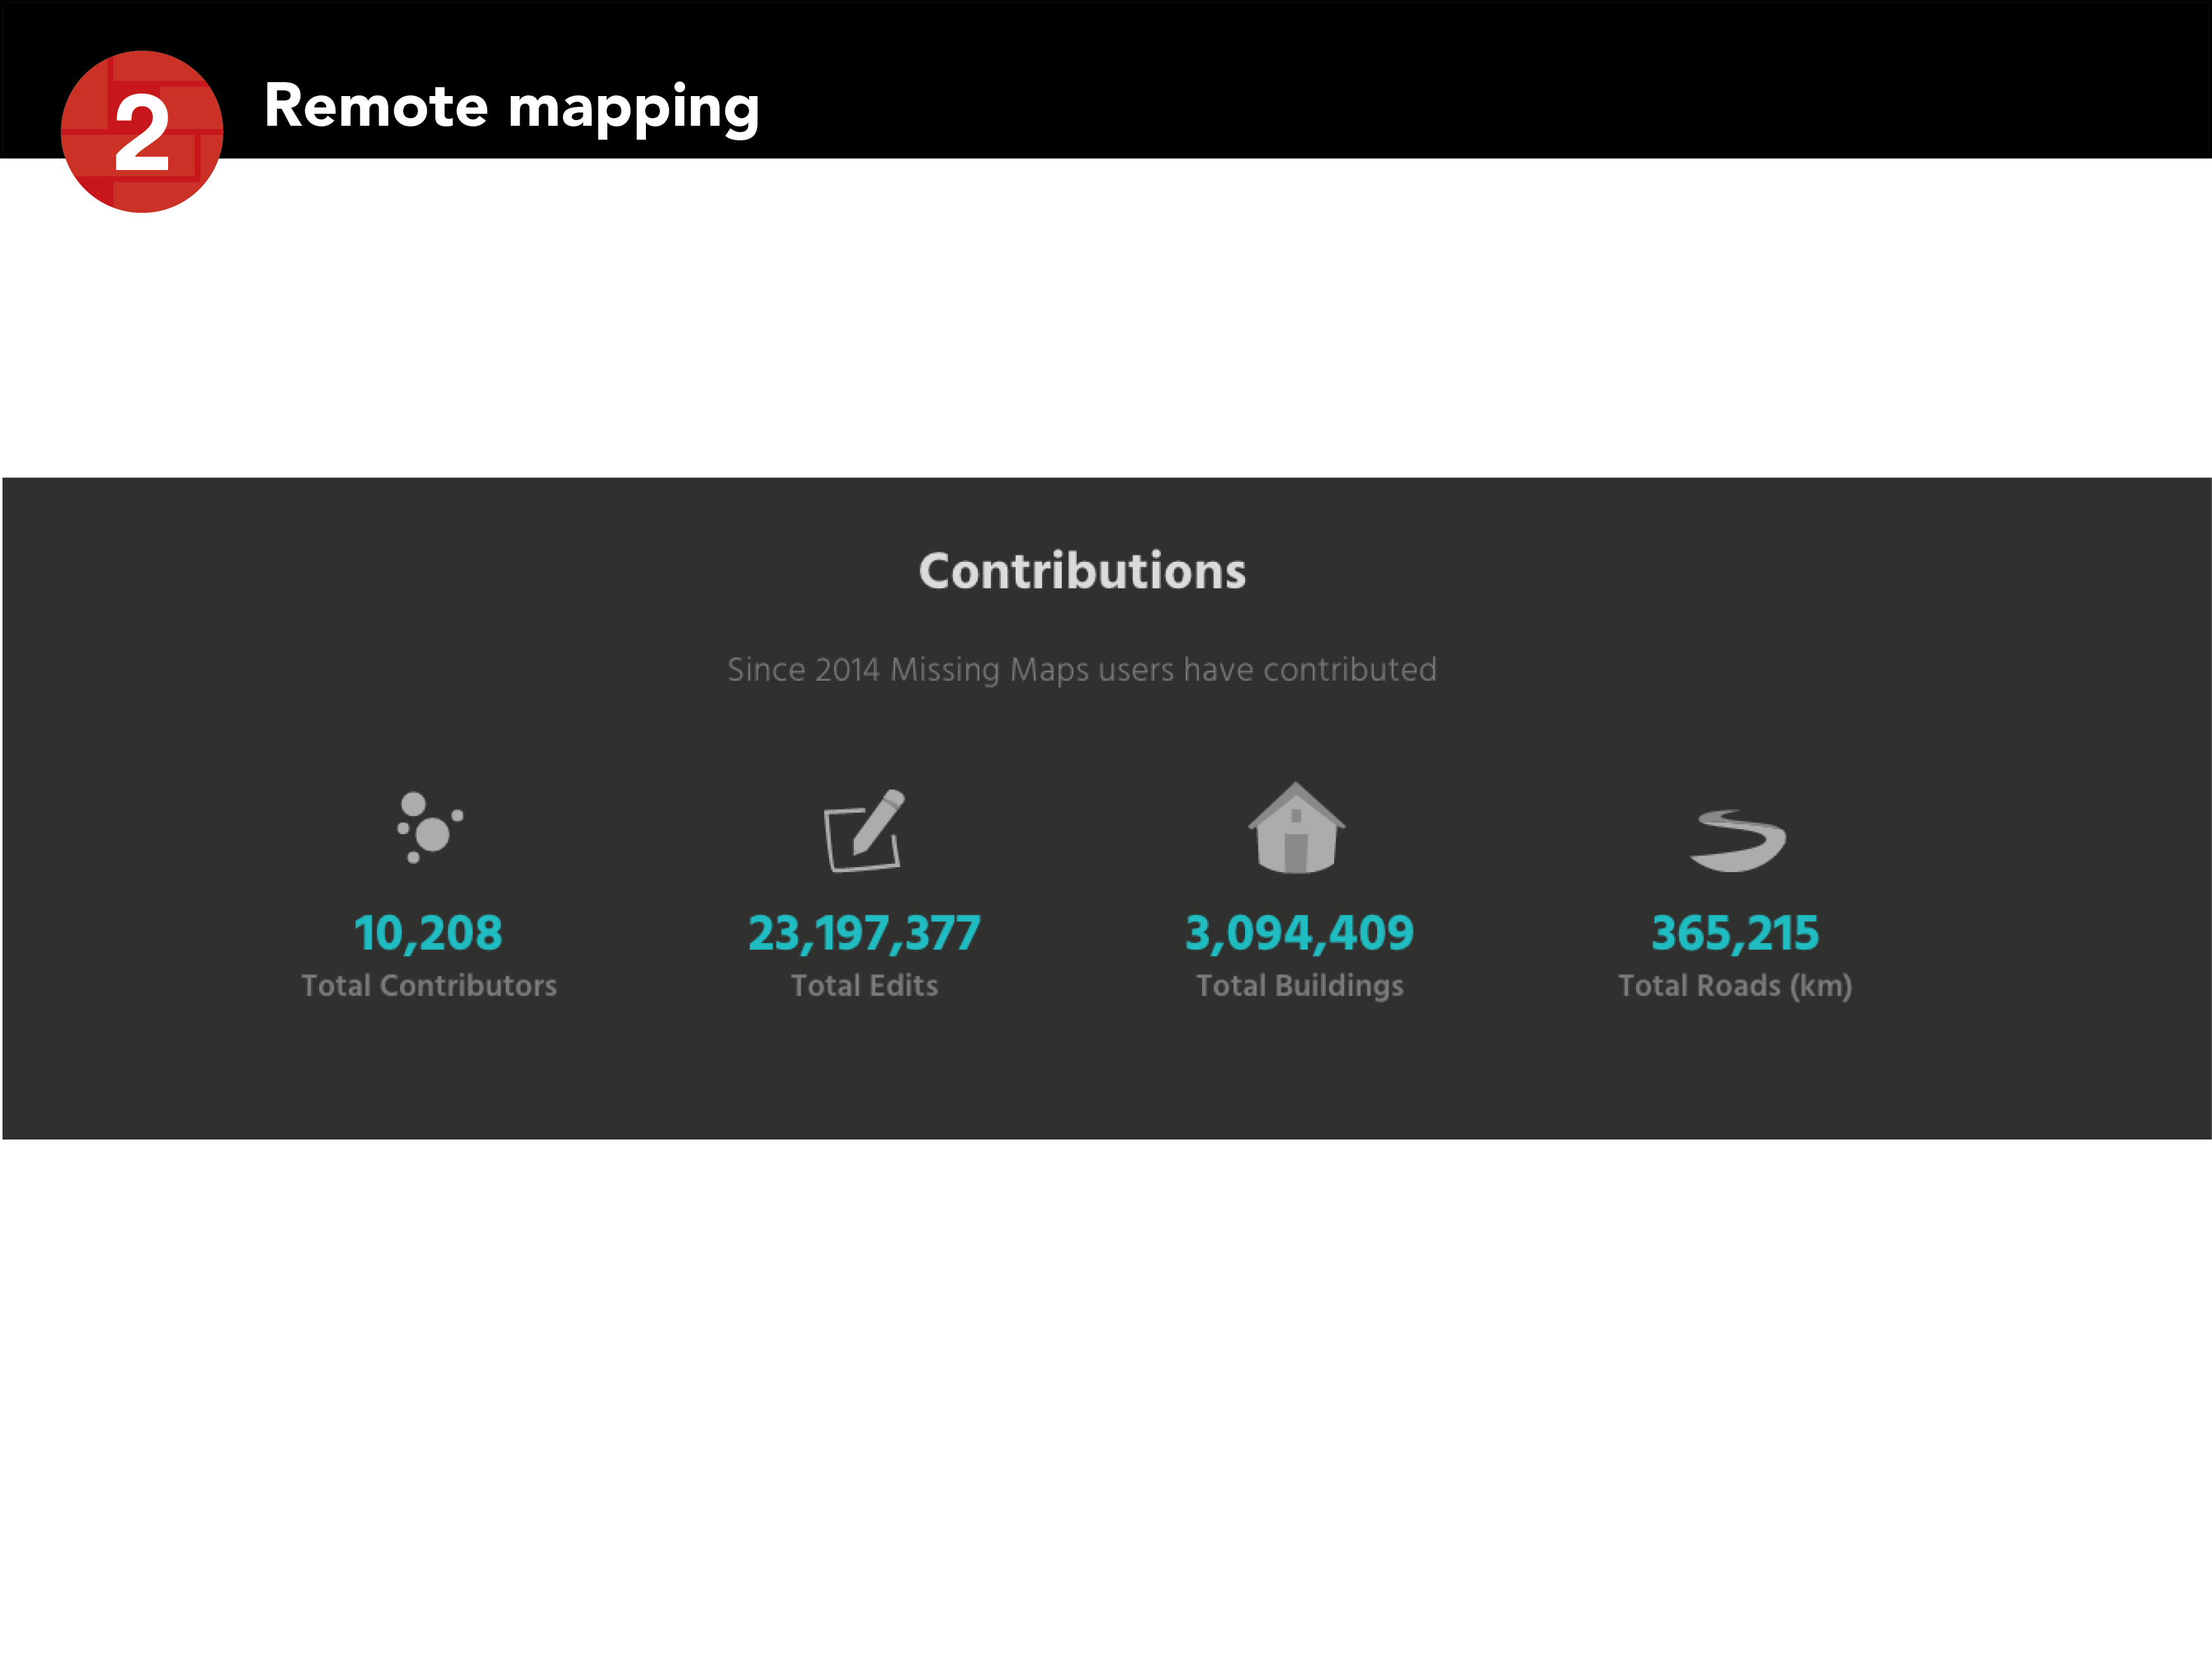 2
Remote mapping
Contributions
Since 2014 Missing Maps users have contributed
10,208
Total Contributors
23,197,377
Total Edits
3,094,409
Total Buildings
365,215
Total Roads (km)